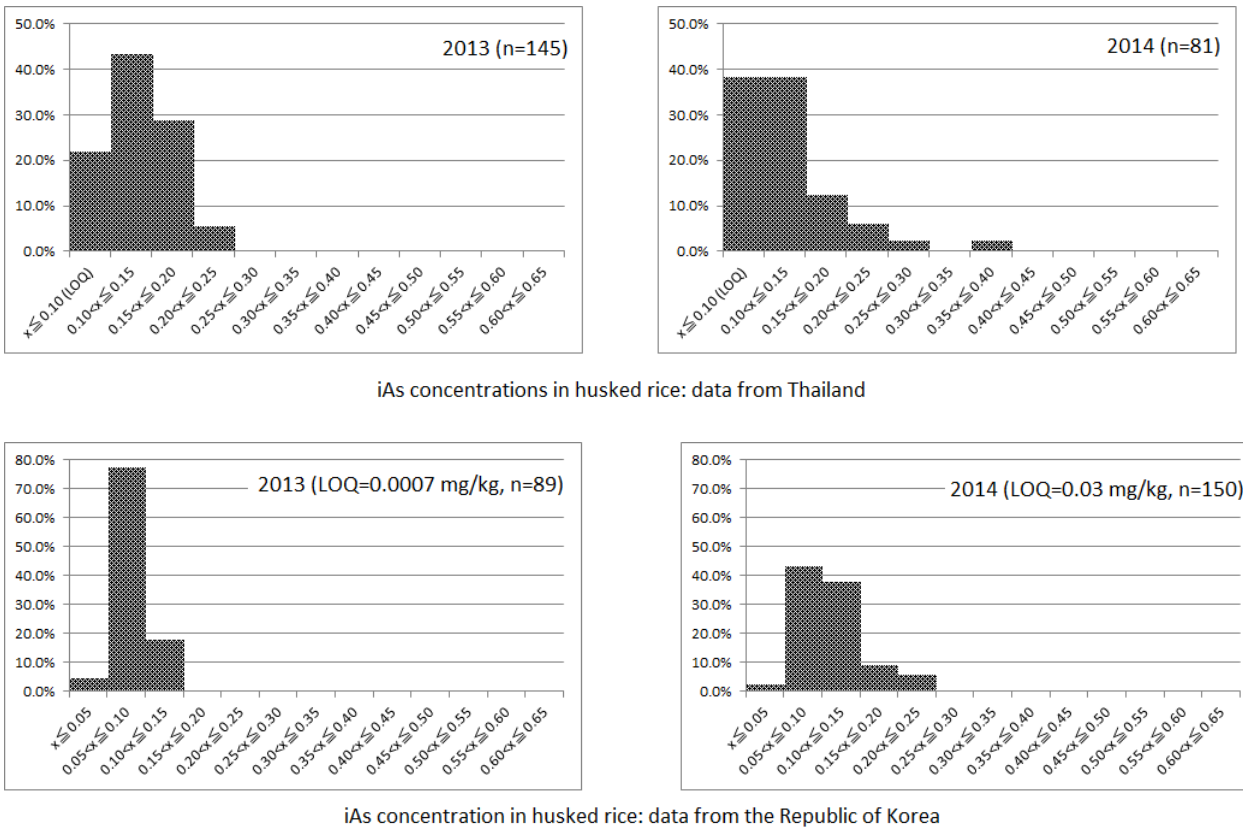 50.0%
40.0%
30.0%
20.0%
10.0%
0.0%
2013 (n=145)
x≦0.10 (LOQ)
0.10<x≦0.15
0.15<x≦0.20
0.20<x≦0.25
0.25<x≦0.30
0.30<x≦0.35
0.35<x≦0.40
0.40<x≦0.45
0.45<x≦0.50
0.50<x≦0.55
0.55<x≦0.60
0.60<x≦0.65
50.0%
40.0%
30.0%
20.0%
10.0%
0.0%
2014 (n=81)
x≦0.10 (LOQ)
0.10<x≦0.15
0.15<x≦0.20
0.20<x≦0.25
0.25<x≦0.30
0.30<x≦0.35
0.35<x≦0.40
0.40<x≦0.45
0.45<x≦0.50
0.50<x≦0.55
0.55<x≦0.60
0.60<x≦0.65
iAs concentrations in husked rice: data from Thailand
80.0%
70.0%
60.0%
50.0%
40.0%
30.0%
20.0%
10.0%
0.0%
2013 (LOQ=0.0007 mg/kg, n=89)
x≦0.05
0.05<x≦0.10
0.10<x≦0.15
0.15<x≦0.20
0.20<x≦0.25
0.25<x≦0.30
0.30<x≦0.35
0.35<x≦0.40
0.40<x≦0.45
0.45<x≦0.50
0.50<x≦0.55
0.55<x≦0.60
0.60<x≦0.65
80.0%
70.0%
60.0%
50.0%
40.0%
30.0%
20.0%
10.0%
0.0%
2014 (LOQ=0.03 mg/kg, n=150)
x≦0.05
0.05<x≦0.10
0.10<x≦0.15
0.15<x≦0.20
0.20<x≦0.25
0.25<x≦0.30
0.30<x≦0.35
0.35<x≦0.40
0.40<x≦0.45
0.45<x≦0.50
0.50<x≦0.55
0.55<x≦0.60
0.60<x≦0.65
iAs concentration in husked rice: data from the Republic of Korea